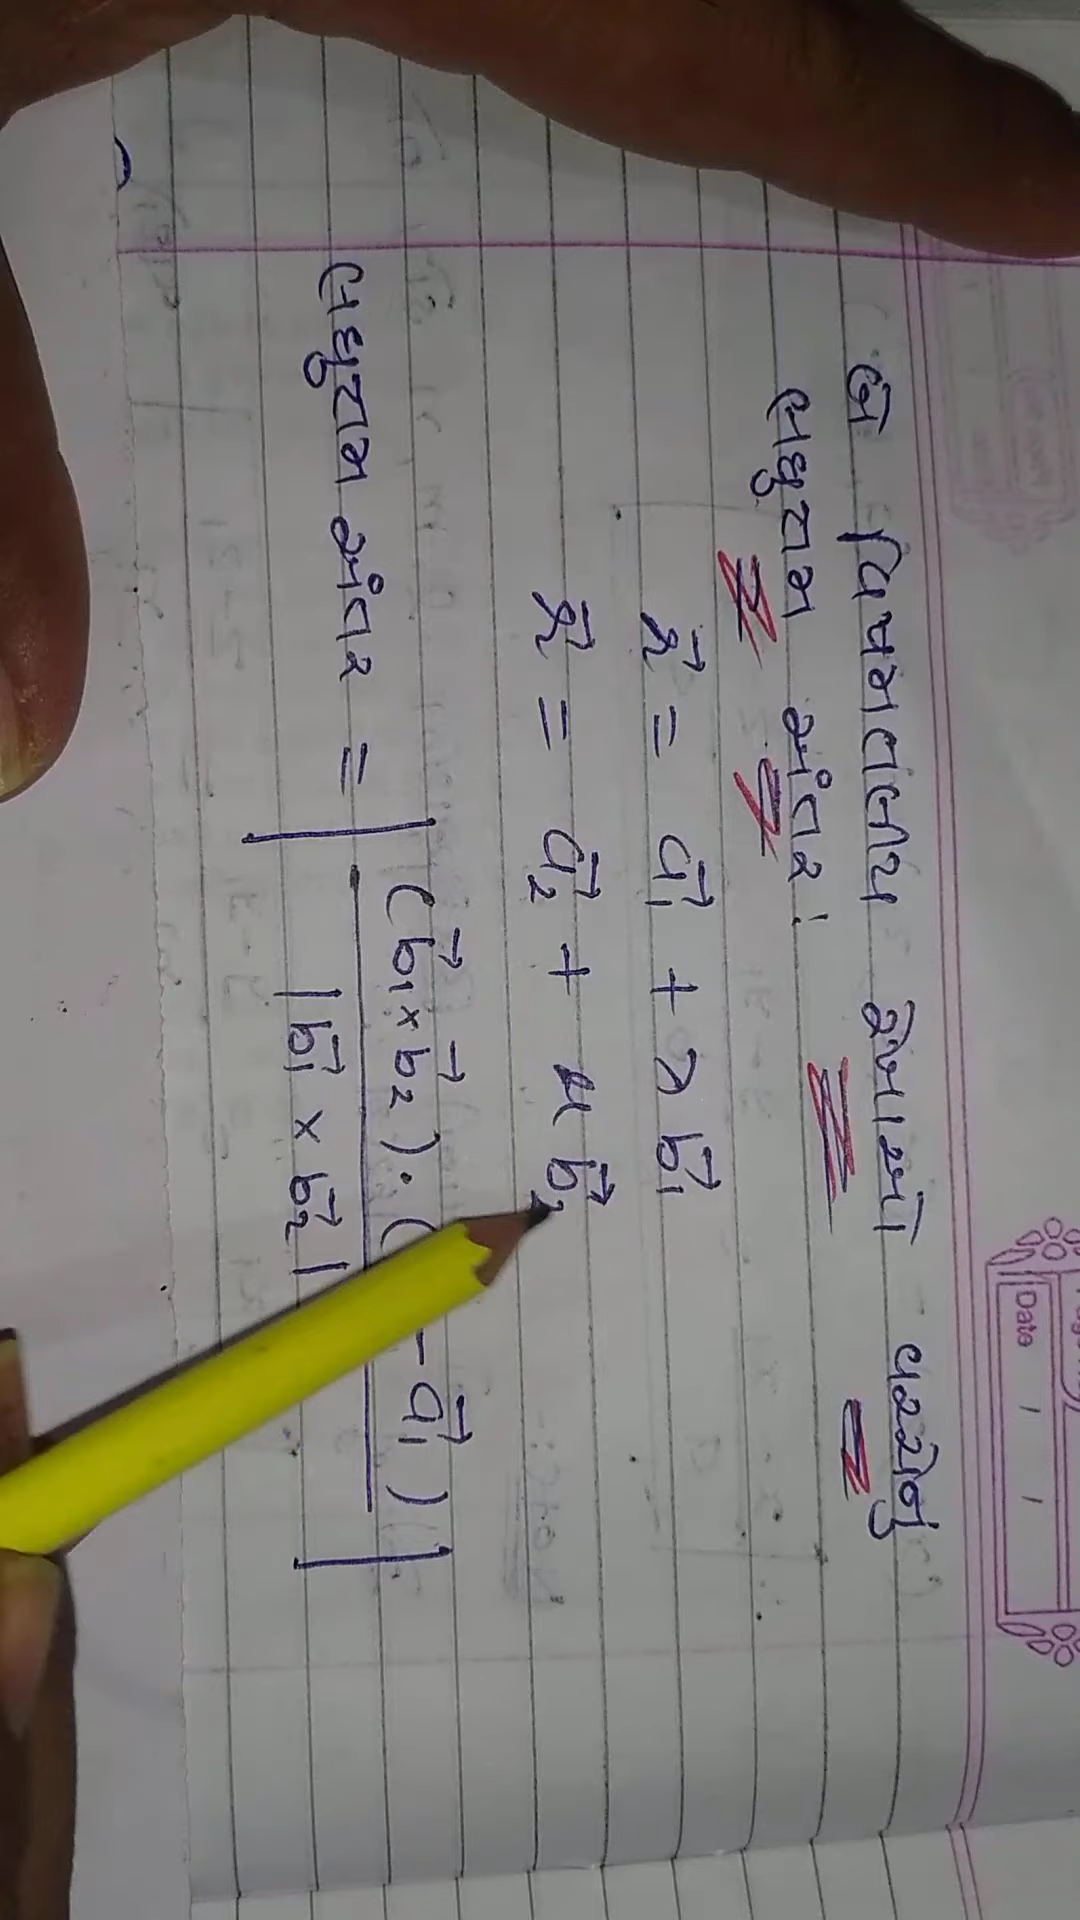 બે વિષમતલીય રેખાઓ વચ્ચેનું
લઘુત્તમ અંતર :
r⃗ = a⃗₁ + λ b⃗₁
r⃗ = a⃗₂ + μ b⃗₂
લઘુત્તમ અંતર = | (b⃗₁ × b⃗₂) · ( - a⃗₁) / |b⃗₁ × b⃗₂| |
Date / /